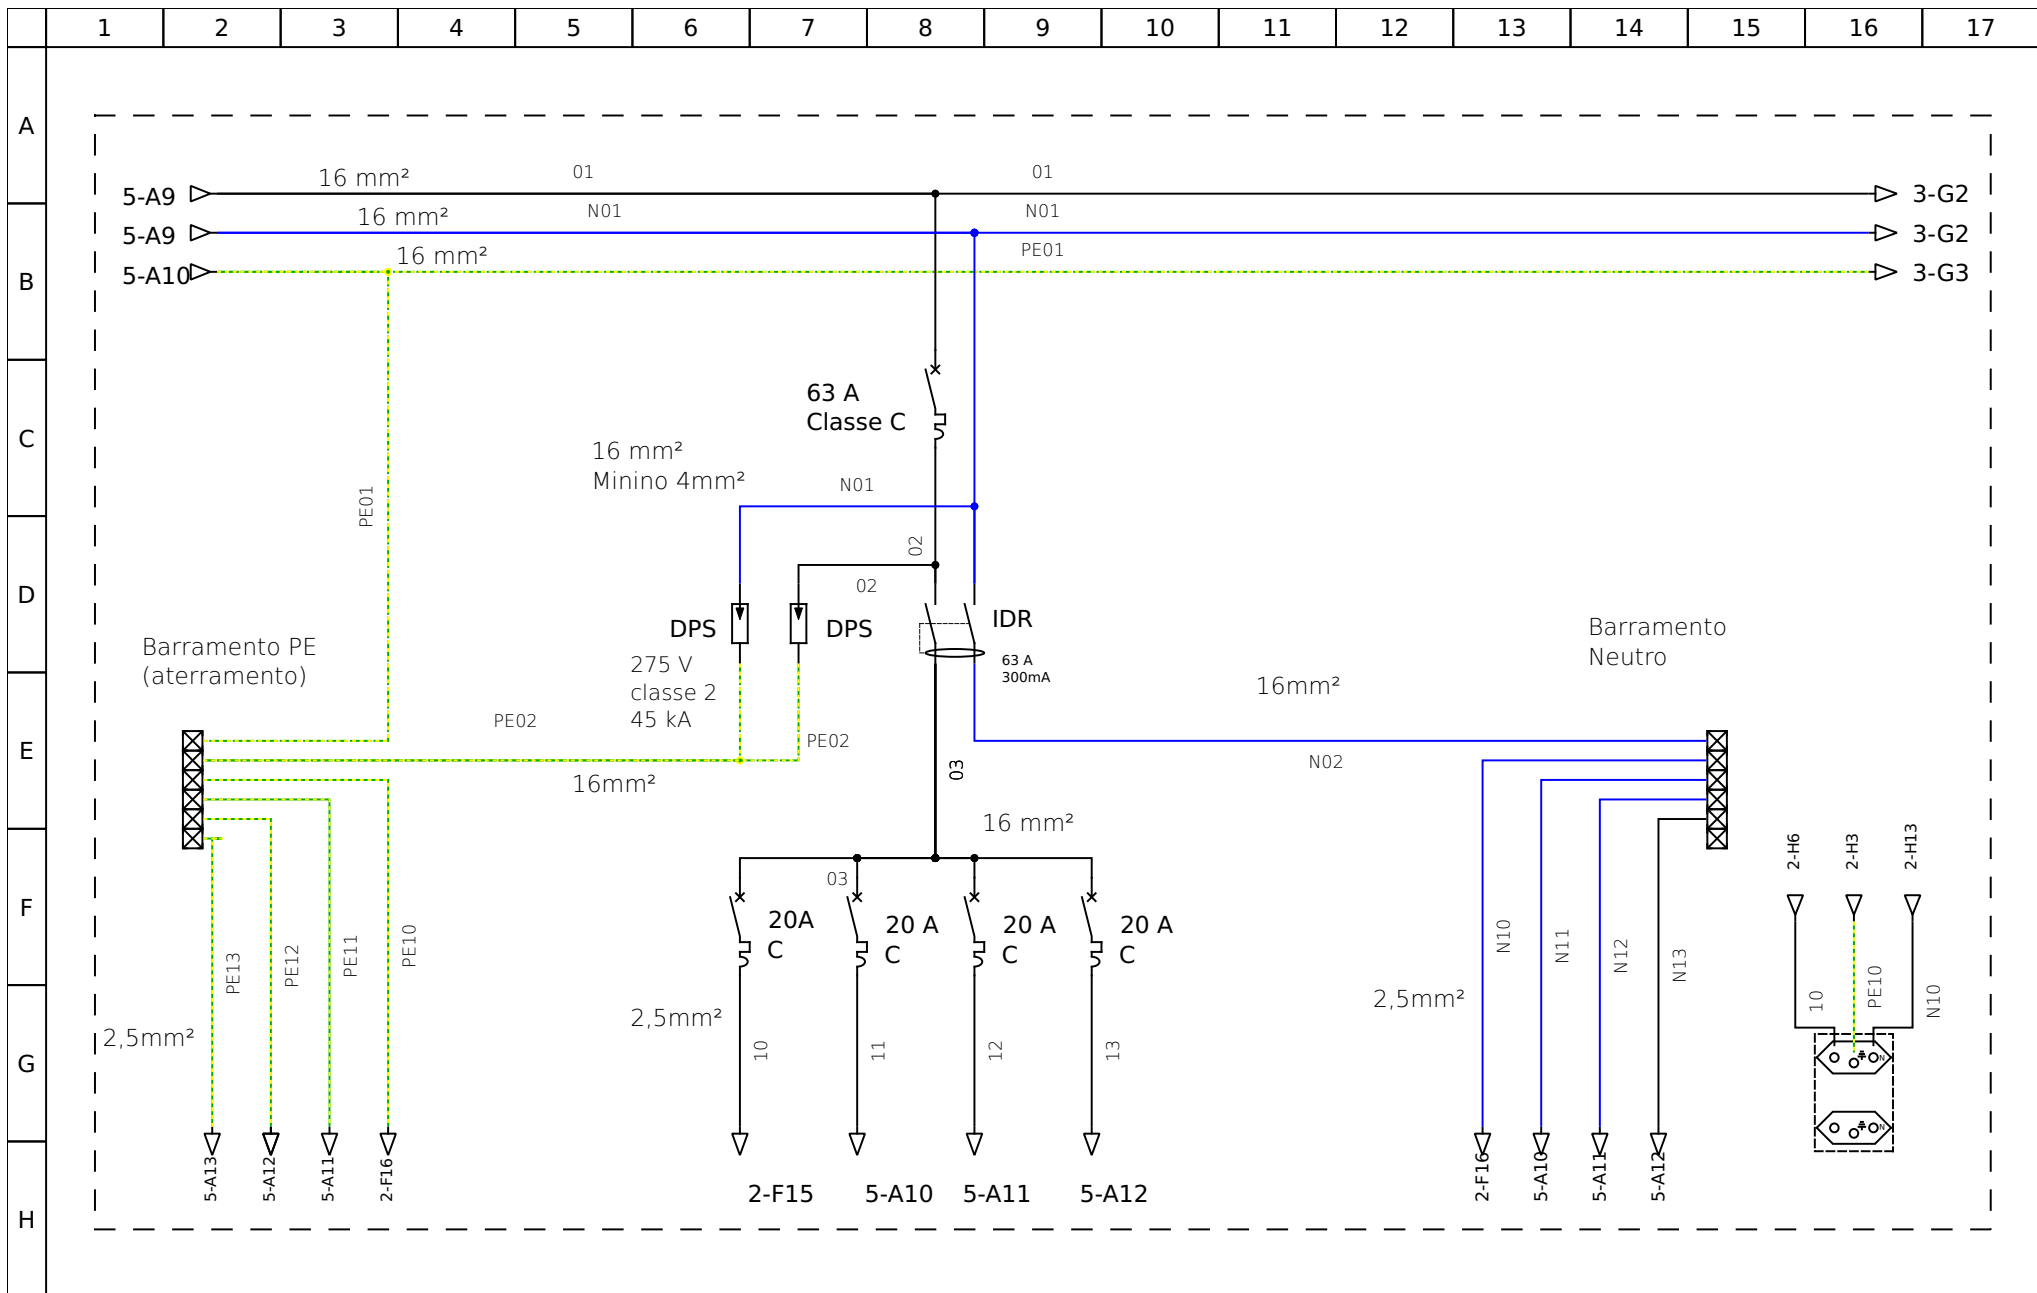 1 2 3 4 5 6 7 8 9 10 11 12 13 14 15 16 17
A
16 mm² 01 01
5-A9 3-G2
16 mm² N01 N01
5-A9 3-G2
16 mm² PE01
5-A10 3-G3
B
63 A
Classe C
C
16 mm²
Minino 4mm²
N01
PE01
02
02
D
DPS DPS IDR
63 A
300mA
Barramento
Neutro
Barramento PE
(aterramento)
275 V
classe 2
45 kA
16mm²
PE02
PE02
E
N02
03
16mm²
16 mm²
2-H6
2-H3
2-H13
03
F
20A
C
20 A
C
20 A
C
20 A
C
PE13
PE12
PE11
PE10
N10
N11
N12
N13
10
PE10
N10
2,5mm²
2,5mm²
2,5mm²
10
11
12
13
G
N
N
5-A13
5-A12
5-A11
2-F16
2-F15 5-A10 5-A11 5-A12
2-F16
5-A10
5-A11
5-A12
H